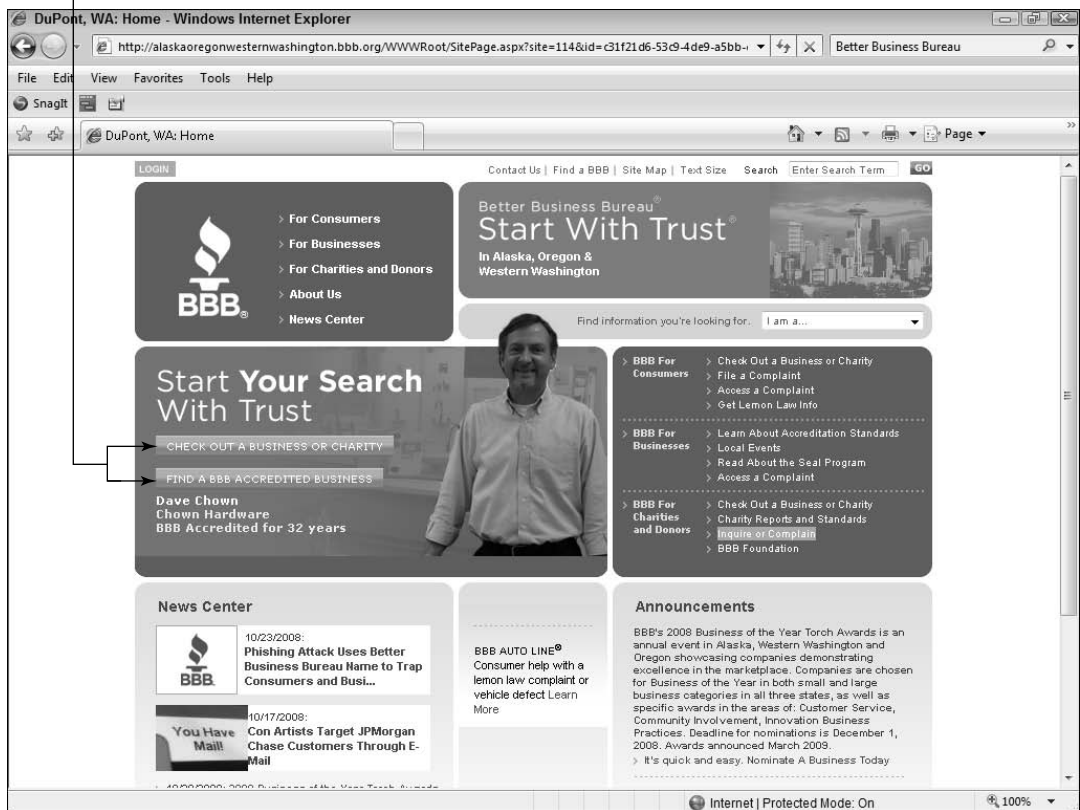 DuPont, WA: Home - Windows Internet Explorer
http://alaskaoregonwesternwashington.bbb.org/WWWRoot/SitePage.aspx?site=114&id=c31f21d6-53c9-4de9-a5bb-
Better Business Bureau
File Edit View Favorites Tools Help
SnagIt
DuPont, WA: Home
Page
LOGIN
Contact Us | Find a BBB | Site Map | Text Size Search Enter Search Term GO
BBB®
> For Consumers
> For Businesses
> For Charities and Donors
> About Us
> News Center
Better Business Bureau®
Start With Trust®
In Alaska, Oregon &
Western Washington
Find information you're looking for. I am a...
Start Your Search
With Trust
CHECK OUT A BUSINESS OR CHARITY
FIND A BBB ACCREDITED BUSINESS
Dave Chown
Chown Hardware
BBB Accredited for 32 years
> BBB For
Consumers
> Check Out a Business or Charity
> File a Complaint
> Access a Complaint
> Get Lemon Law Info
> BBB For
Businesses
> Learn About Accreditation Standards
> Local Events
> Read About the Seal Program
> Access a Complaint
> BBB For
Charities
and Donors
> Check Out a Business or Charity
> Charity Reports and Standards
> Inquire or Complain
> BBB Foundation
News Center
BBB.
10/23/2008:
Phishing Attack Uses Better
Business Bureau Name to Trap
Consumers and Busi...
You Have
Mail!
10/17/2008:
Con Artists Target JPMorgan
Chase Customers Through E-
Mail
BBB AUTO LINE®
Consumer help with a
lemon law complaint or
vehicle defect Learn
More
Announcements
BBB's 2008 Business of the Year Torch Awards is an
annual event in Alaska, Western Washington and
Oregon showcasing companies demonstrating
excellence in the marketplace. Companies are chosen
for Business of the Year in both small and large
business categories in all three states, as well as
specific awards in the areas of: Customer Service,
Community Involvement, Innovation Business
Practices. Deadline for nominations is December 1,
2008. Awards announced March 2009.
> It's quick and easy. Nominate A Business Today
Internet | Protected Mode: On
100%